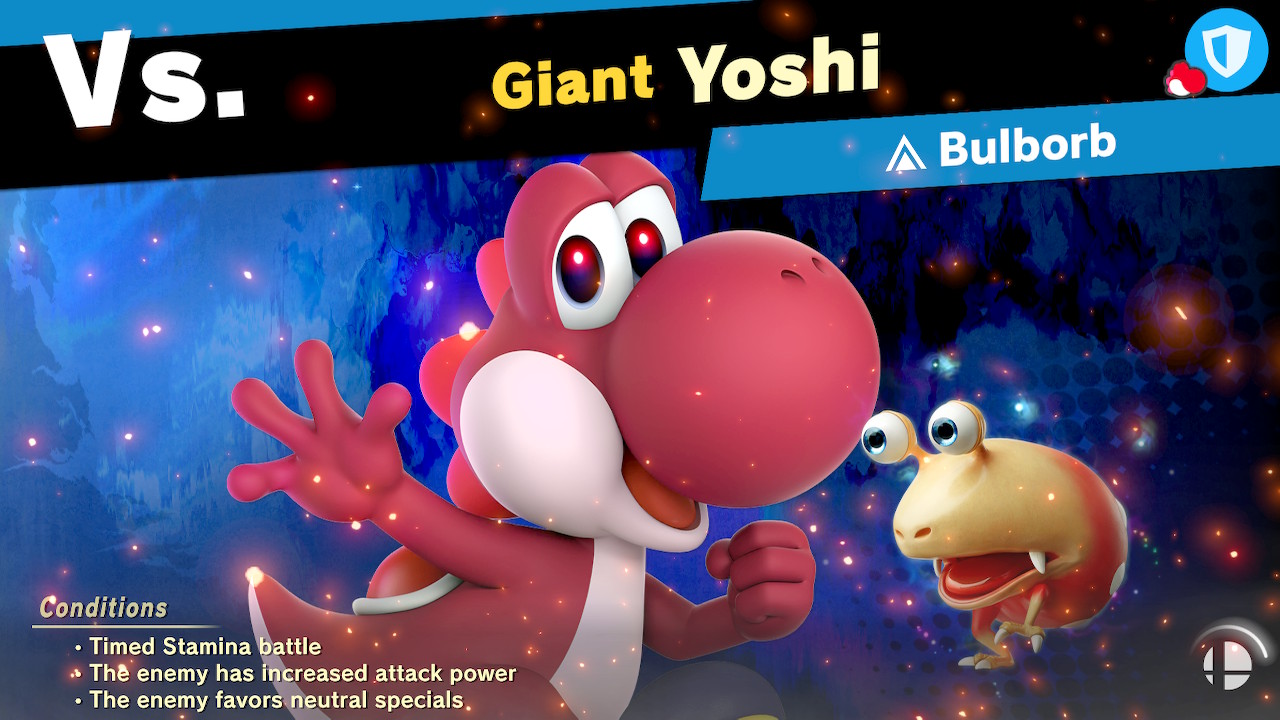 Vs.
Giant Yoshi
Bulborb
Conditions
• Timed Stamina battle
• The enemy has increased attack power
• The enemy favors neutral specials